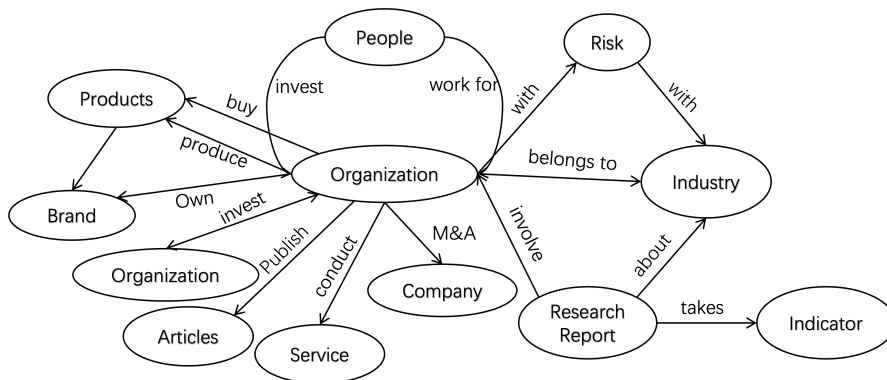 People
Risk
invest
work for
Products
buy
with
with
produce
Organization
belongs to
Industry
Own
Brand
invest
involve
Organization
Publish
conduct
M&A
about
Company
Articles
Service
Research
Report
takes
Indicator